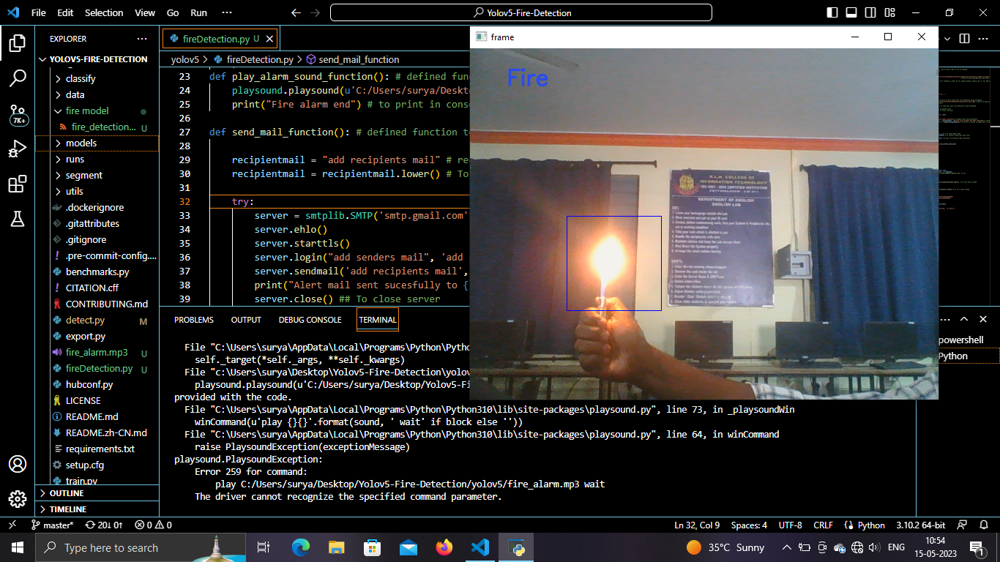 File Edit Selection View Go Run ···
Yolov5-Fire-Detection
EXPLORER
YOLOV5-FIRE-DETECTION
classify
data
fire model
fire_detection... U
models
runs
segment
utils
.dockerignore
.gitattributes
.gitignore
.pre-commit-config....
benchmarks.py
CITATION.cff
CONTRIBUTING.md
detect.py M
export.py
fire_alarm.mp3 U
fireDetection.py U
hubconf.py
LICENSE
README.md
README.zh-CN.md
requirements.txt
setup.cfg
train.py
OUTLINE
TIMELINE
7K+
fireDetection.py U
yolov5 > fireDetection.py > send_mail_function
23 def play_alarm_sound_function(): # defined func
24 playsound.playsound(u'C:/Users/surya/Deskto
25 print("Fire alarm end") # to print in conso
26
27 def send_mail_function(): # defined function to
28
29 recipientmail = "add recipients mail" # re
30 recipientmail = recipientmail.lower() # To
31
32 try:
33 server = smtplib.SMTP('smtp.gmail.com'
34 server.ehlo()
35 server.starttls()
36 server.login("add senders mail", 'add
37 server.sendmail('add recipients mail',
38 print("Alert mail sent sucesfully to {
39 server.close() ## To close server
frame
Fire
COLLEGE OF
INFORMATION TECHNOLOGY
DEPARTMENT OF ENGLISH
ENGLISH LAB
PROBLEMS OUTPUT DEBUG CONSOLE TERMINAL
File "C:\Users\surya\AppData\Local\Programs\Python\Pytho
self._target(*self._args, **self._kwargs)
File "c:\Users\surya\Desktop\Yolov5-Fire-Detection\yolov
playsound.playsound(u'C:/Users/surya/Desktop/Yolov5-Fi
provided with the code.
File "C:\Users\surya\AppData\Local\Programs\Python\Python310\lib\site-packages\playsound.py", line 73, in _playsoundWin
winCommand(u'play {}{}'.format(sound, ' wait' if block else ''))
File "C:\Users\surya\AppData\Local\Programs\Python\Python310\lib\site-packages\playsound.py", line 64, in winCommand
raise PlaysoundException(exceptionMessage)
playsound.PlaysoundException:
Error 259 for command:
play C:/Users/surya/Desktop/Yolov5-Fire-Detection/yolov5/fire_alarm.mp3 wait
The driver cannot recognize the specified command parameter.
powershell
Python
master* 20↓ 0↑ 0 0 Ln 32, Col 9 Spaces: 4 UTF-8 CRLF Python 3.10.2 64-bit
Type here to search
35°C Sunny
ENG
10:54
15-05-2023
1